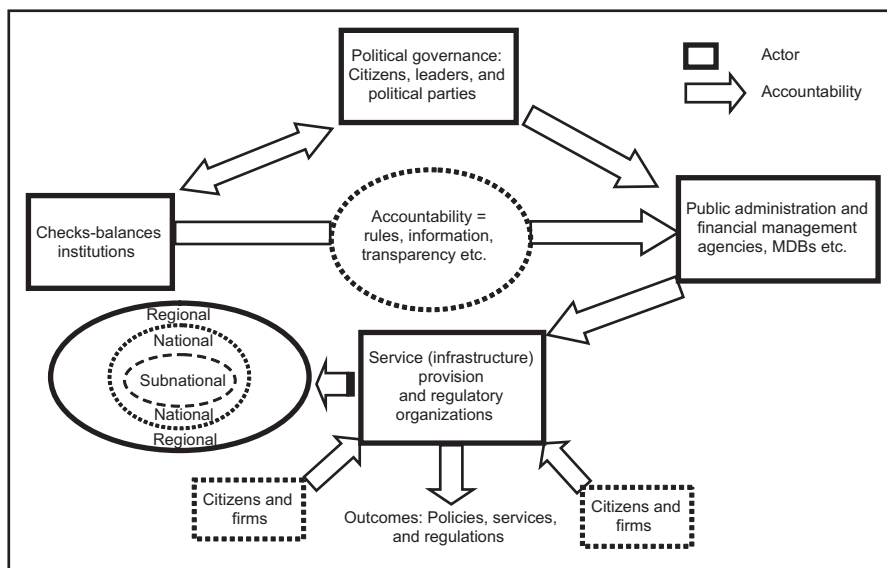 Political governance:
Citizens, leaders, and
political parties
Actor
Accountability
Checks-balances
institutions
Accountability =
rules, information,
transparency etc.
Public administration and
financial management
agencies, MDBs etc.
Regional
National
Subnational
National
Regional
Service (infrastructure)
provision
and regulatory
organizations
Citizens and
firms
Outcomes: Policies, services,
and regulations
Citizens and
firms